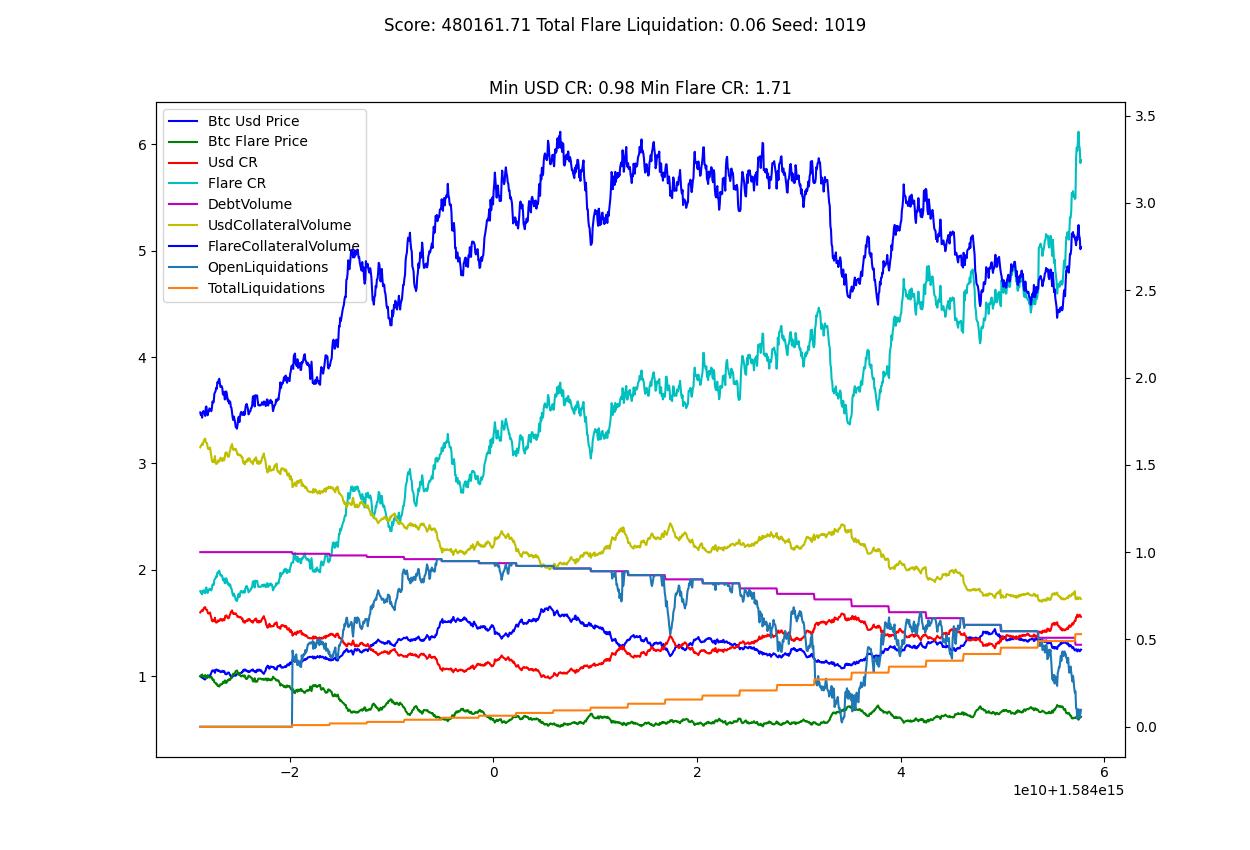 Score: 480161.71 Total Flare Liquidation: 0.06 Seed: 1019
Min USD CR: 0.98 Min Flare CR: 1.71
Btc Usd Price
Btc Flare Price
Usd CR
Flare CR
DebtVolume
UsdCollateralVolume
FlareCollateralVolume
OpenLiquidations
TotalLiquidations
6
5
4
3
2
1
3.5
3.0
2.5
2.0
1.5
1.0
0.5
0.0
−2 0 2 4 6
1e10+1.584e15